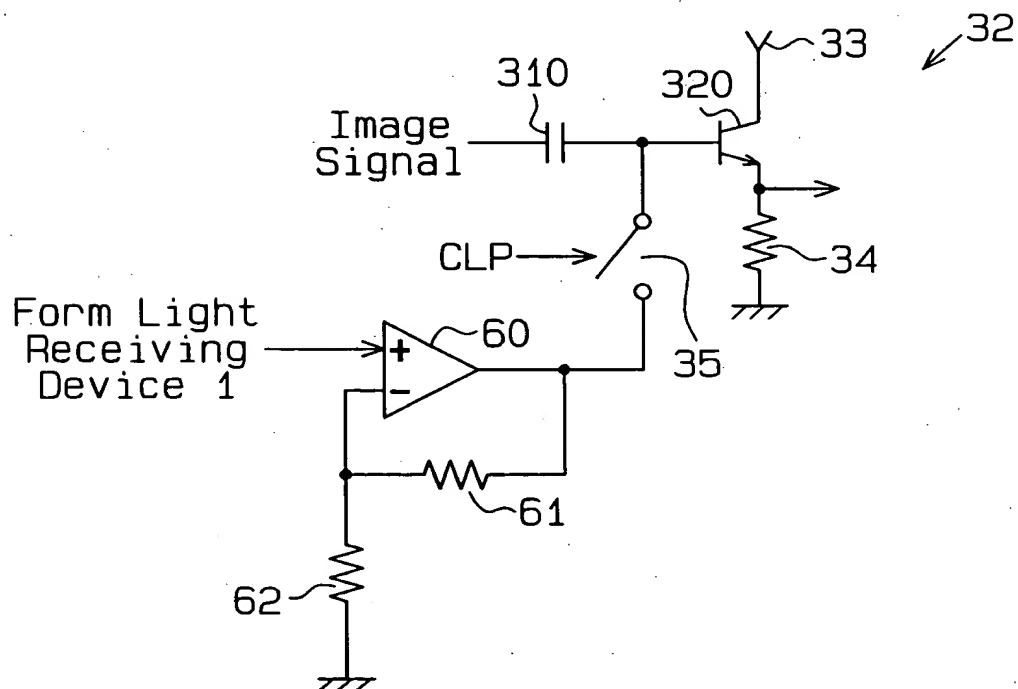 32
33
310
320
Image
Signal
34
CLP
35
Form Light
Receiving
Device 1
+
−
60
61
62